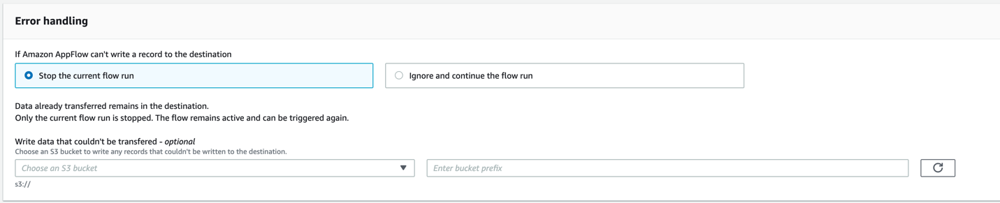 Error handling
If Amazon AppFlow can't write a record to the destination
Stop the current flow run
Ignore and continue the flow run
Data already transferred remains in the destination.
Only the current flow run is stopped. The flow remains active and can be triggered again.
Write data that couldn't be transfered - optional
Choose an S3 bucket to write any records that couldn't be written to the destination.
Choose an S3 bucket
Enter bucket prefix
s3://